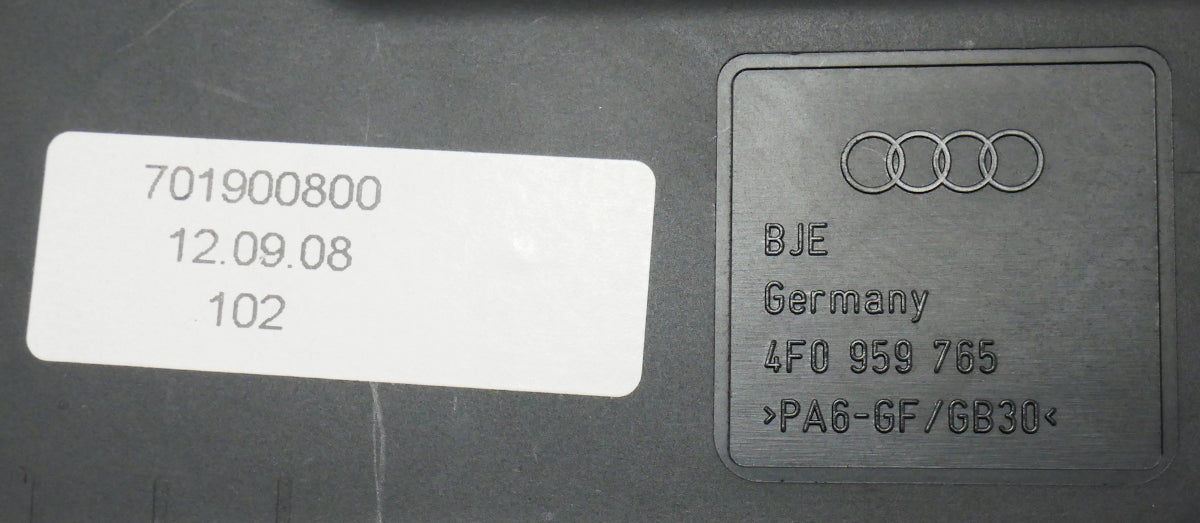 701900800
12.09.08
102
BJE
Germany
4F0 959 765
>PA6-GF/GB30<